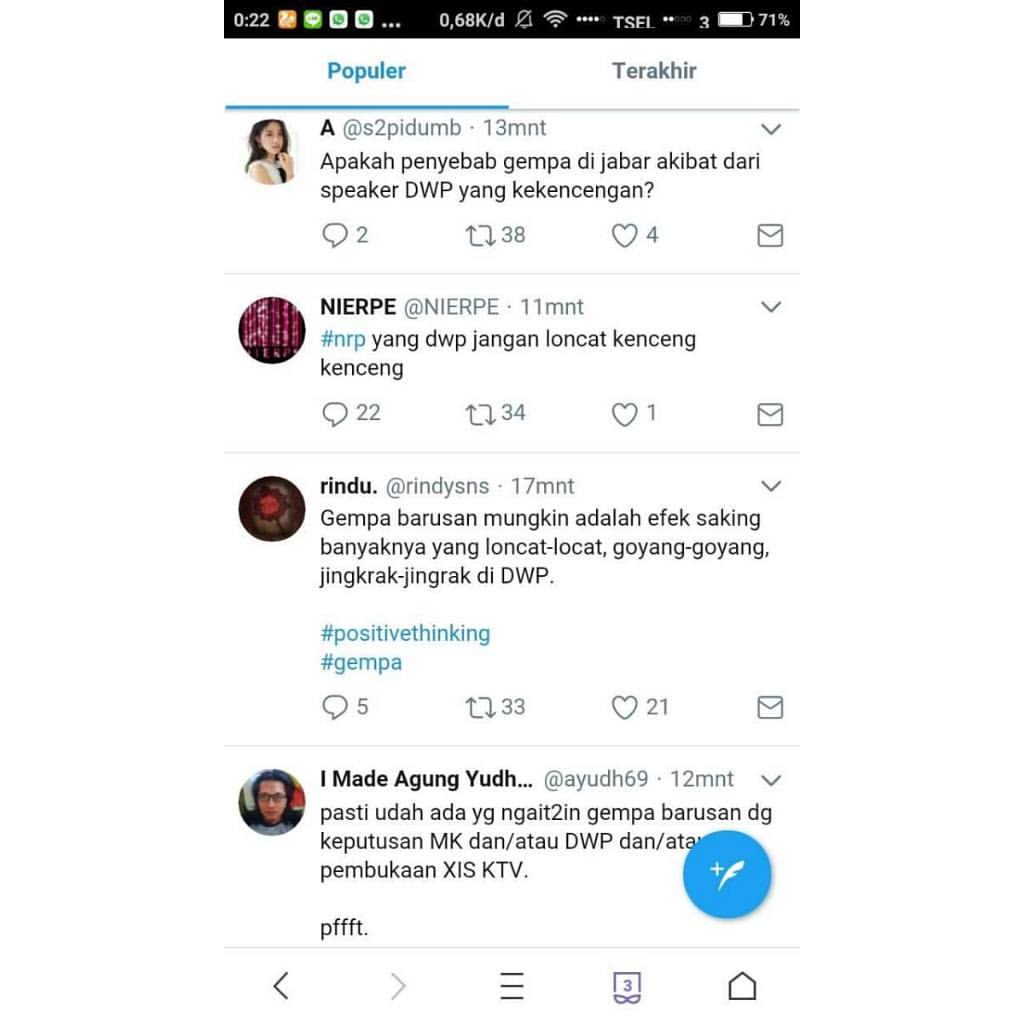 0:22 ... 0,68K/d TSEL 3 71%
Populer Terakhir
A @s2pidumb · 13mnt
Apakah penyebab gempa di jabar akibat dari
speaker DWP yang kekencengan?
2 38 4
NIERPE @NIERPE · 11mnt
#nrp yang dwp jangan loncat kenceng
kenceng
22 34 1
rindu. @rindysns · 17mnt
Gempa barusan mungkin adalah efek saking
banyaknya yang loncat-locat, goyang-goyang,
jingkrak-jingrak di DWP.
#positivethinking
#gempa
5 33 21
I Made Agung Yudh... @ayudh69 · 12mnt
pasti udah ada yg ngait2in gempa barusan dg
keputusan MK dan/atau DWP dan/atau
pembukaan XIS KTV.
pffft.
3